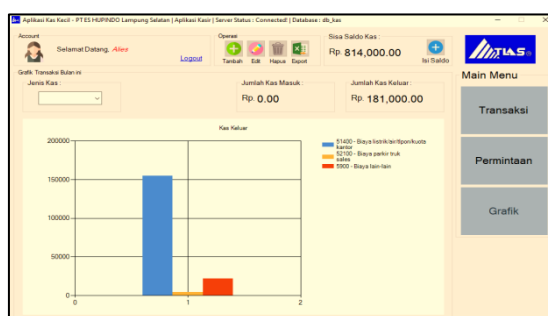 Aplikasi Kas Kecil - PT ES HUPINDO Lampung Selatan | Aplikasi Kasir | Server Status : Connected! | Database : db_kas
Account
Selamat Datang, Alies
Logout
Operasi
Tambah Edit Hapus Export
Sisa Saldo Kas :
Rp. 814,000.00
Isi Saldo
TIAS
Main Menu
Transaksi
Permintaan
Grafik
Grafik Transaksi Bulan ini
Jenis Kas :
Jumlah Kas Masuk :
Rp. 0.00
Jumlah Kas Keluar :
Rp. 181,000.00
Kas Keluar
200000
150000
100000
50000
0
0 1 2
51400 - Biaya listrik/air/tlpon/kuota
kantor
52100 - Biaya parkir truk
sales
5900 - Biaya lain-lain